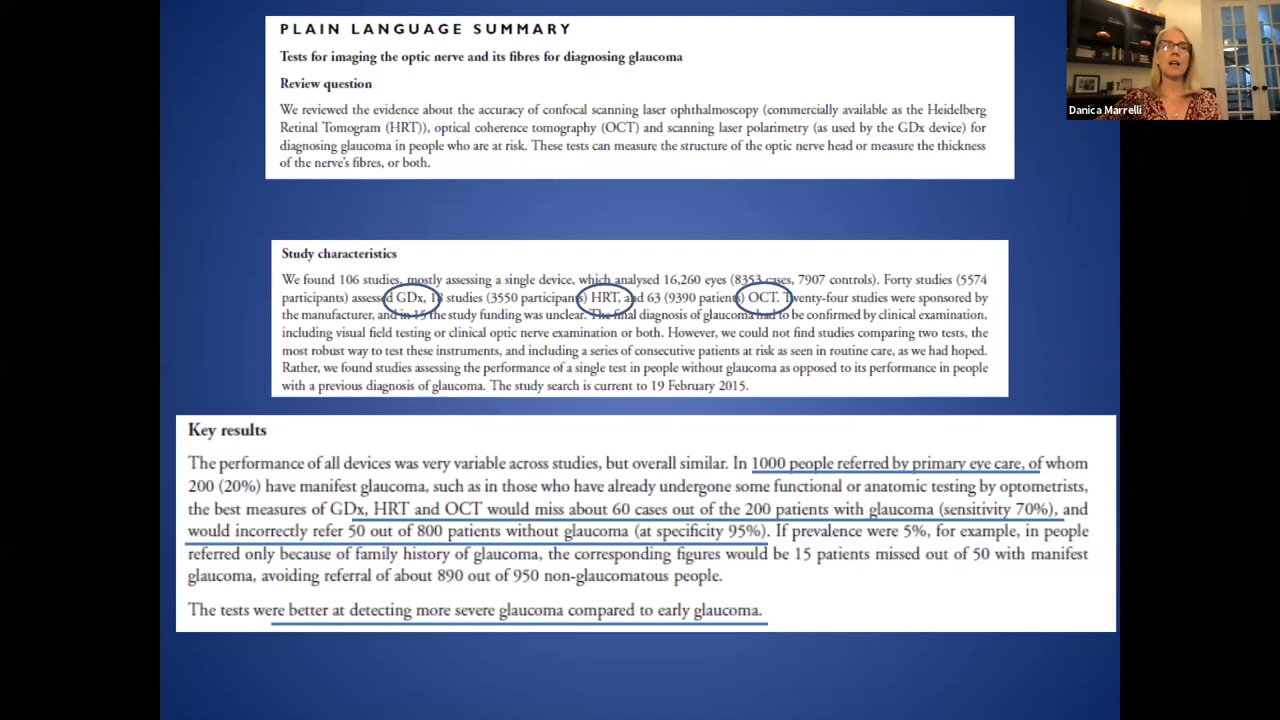 PLAIN LANGUAGE SUMMARY
Tests for imaging the optic nerve and its fibres for diagnosing glaucoma
Review question
We reviewed the evidence about the accuracy of confocal scanning laser ophthalmoscopy (commercially available as the Heidelberg
Retinal Tomogram (HRT)), optical coherence tomography (OCT) and scanning laser polarimetry (as used by the GDx device) for
diagnosing glaucoma in people who are at risk. These tests can measure the structure of the optic nerve head or measure the thickness
of the nerve's fibres, or both.
Danica Marrelli
Study characteristics
We found 106 studies, mostly assessing a single device, which analysed 16,260 eyes (8353 cases, 7907 controls). Forty studies (5574
participants) assessed GDx, 18 studies (3550 participants) HRT, and 63 (9390 patients) OCT. Twenty-four studies were sponsored by
the manufacturer, and in 15 the study funding was unclear. The final diagnosis of glaucoma had to be confirmed by clinical examination,
including visual field testing or clinical optic nerve examination or both. However, we could not find studies comparing two tests, the
most robust way to test these instruments, and including a series of consecutive patients at risk as seen in routine care, as we had hoped.
Rather, we found studies assessing the performance of a single test in people without glaucoma as opposed to its performance in people
with a previous diagnosis of glaucoma. The study search is current to 19 February 2015.
Key results
The performance of all devices was very variable across studies, but overall similar. In 1000 people referred by primary eye care, of whom
200 (20%) have manifest glaucoma, such as in those who have already undergone some functional or anatomic testing by optometrists,
the best measures of GDx, HRT and OCT would miss about 60 cases out of the 200 patients with glaucoma (sensitivity 70%), and
would incorrectly refer 50 out of 800 patients without glaucoma (at specificity 95%). If prevalence were 5%, for example, in people
referred only because of family history of glaucoma, the corresponding figures would be 15 patients missed out of 50 with manifest
glaucoma, avoiding referral of about 890 out of 950 non-glaucomatous people.
The tests were better at detecting more severe glaucoma compared to early glaucoma.